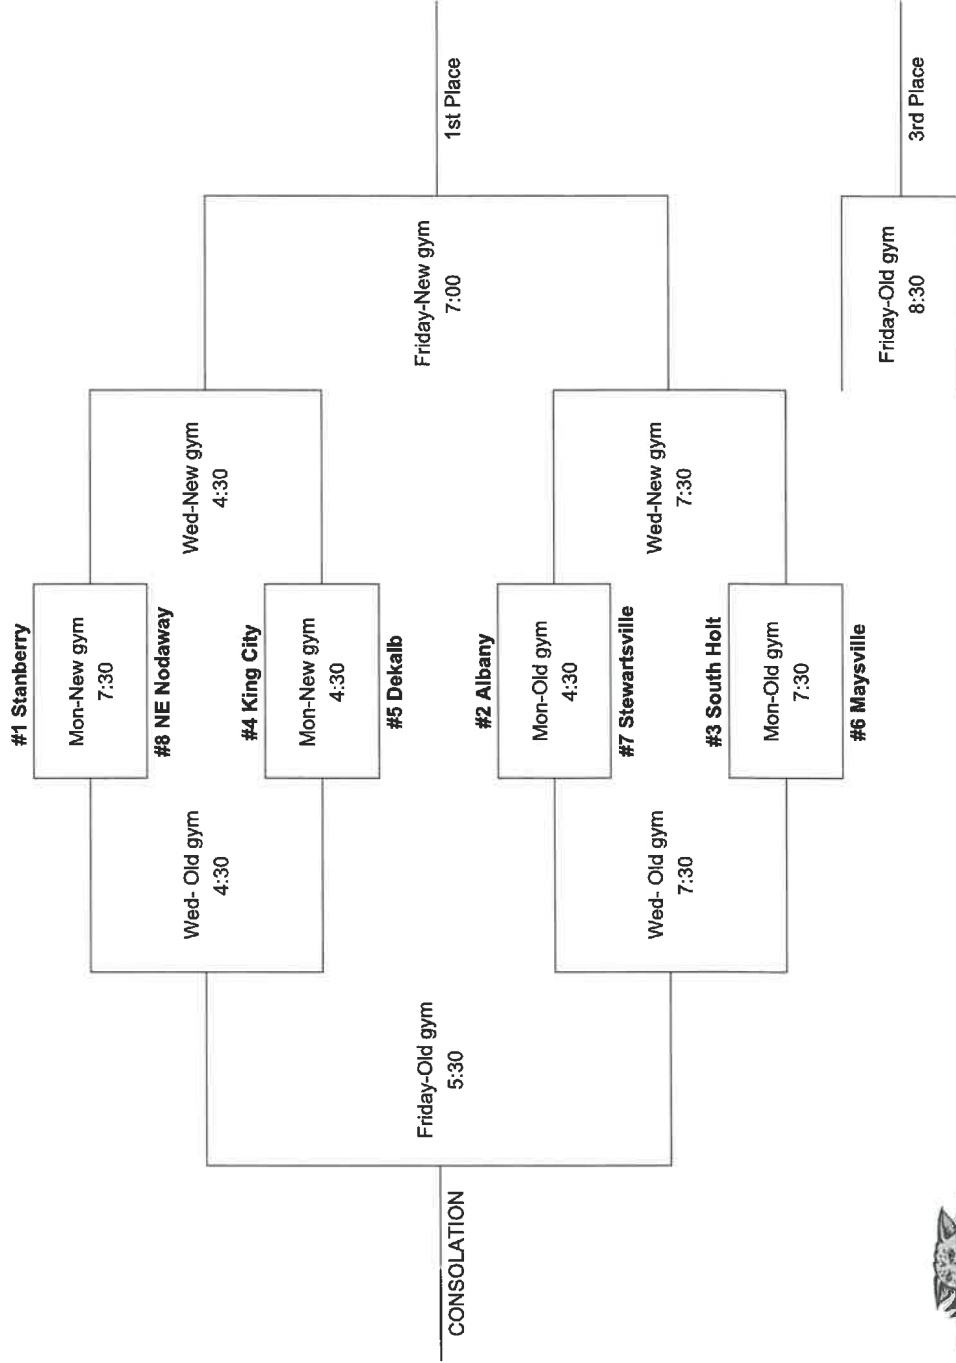 #1 Stanberry
Mon-New gym
7:30
#8 NE Nodaway
Wed- Old gym
4:30
Wed-New gym
4:30
#4 King City
Mon-New gym
4:30
#5 Dekalb
Friday-Old gym
5:30
Friday-New gym
7:00
CONSOLATION
1st Place
#2 Albany
Mon-Old gym
4:30
#7 Stewartsville
Wed- Old gym
7:30
Wed-New gym
7:30
#3 South Holt
Mon-Old gym
7:30
#6 Maysville
Friday-Old gym
8:30
3rd Place